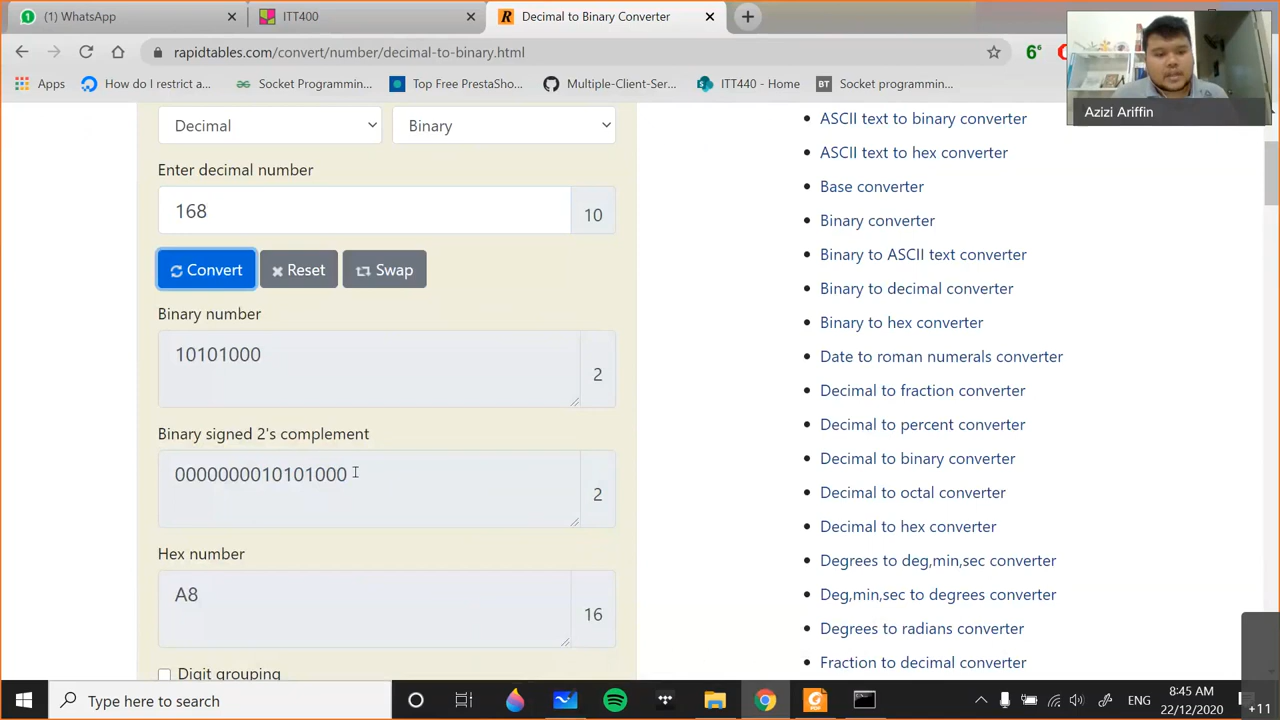 (1) WhatsApp
ITT400
Decimal to Binary Converter
rapidtables.com/convert/number/decimal-to-binary.html
6⁶
Apps
How do I restrict a...
Socket Programmin...
Top Free PrestaSho...
Multiple-Client-Ser...
ITT440 - Home
Socket programmin...
Azizi Ariffin
Decimal
Binary
Enter decimal number
168
10
Convert
Reset
Swap
Binary number
10101000
2
Binary signed 2's complement
0000000010101000
2
Hex number
A8
16
Digit grouping
ASCII text to binary converter
ASCII text to hex converter
Base converter
Binary converter
Binary to ASCII text converter
Binary to decimal converter
Binary to hex converter
Date to roman numerals converter
Decimal to fraction converter
Decimal to percent converter
Decimal to binary converter
Decimal to octal converter
Decimal to hex converter
Degrees to deg,min,sec converter
Deg,min,sec to degrees converter
Degrees to radians converter
Fraction to decimal converter
Type here to search
ENG
8:45 AM
22/12/2020
+11